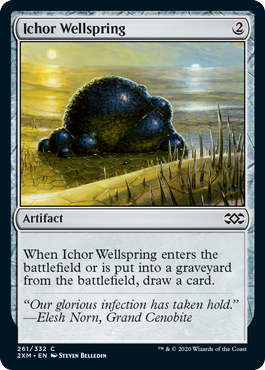 Ichor Wellspring 2
Artifact
When Ichor Wellspring enters the
battlefield or is put into a graveyard
from the battlefield, draw a card.
“Our glorious infection has taken hold.”
—Elesh Norn, Grand Cenobite
261/332 C
2XM • EN Steven Belledin
™ & © 2020 Wizards of the Coast